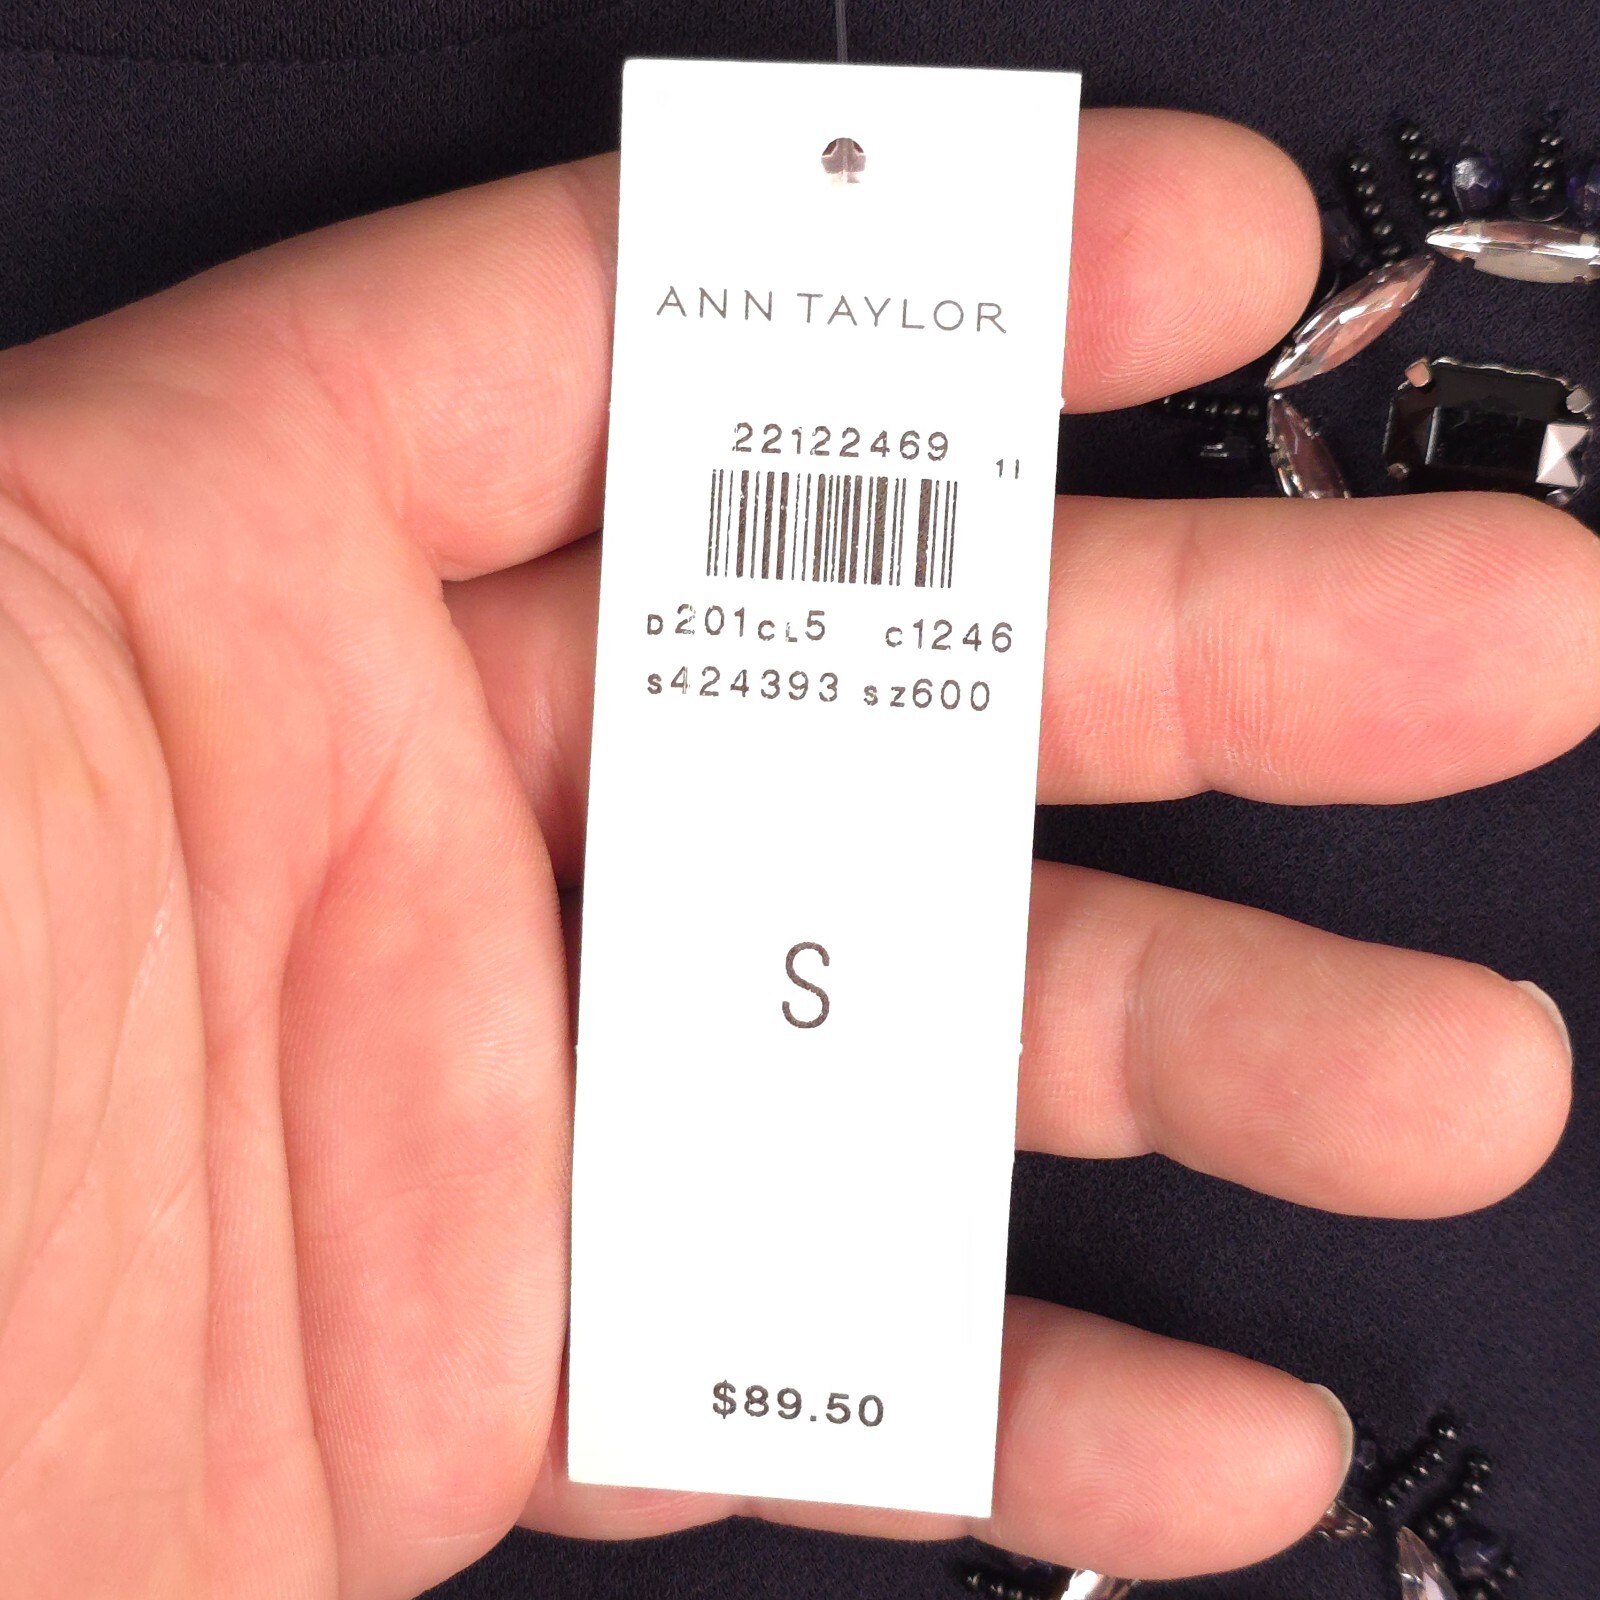 ANN TAYLOR
22122469 11
D201CL5 C1246
S424393 SZ600
S
$89.50